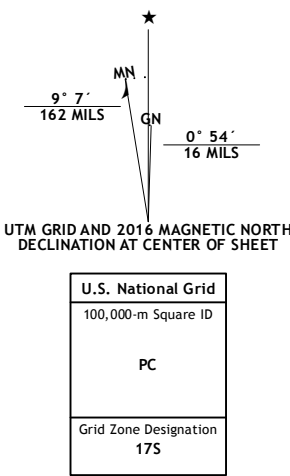 ★
MN
GN
9° 7´
162 MILS
0° 54´
16 MILS
UTM GRID AND 2016 MAGNETIC NORTH
DECLINATION AT CENTER OF SHEET
U.S. National Grid
100,000-m Square ID
PC
Grid Zone Designation
17S